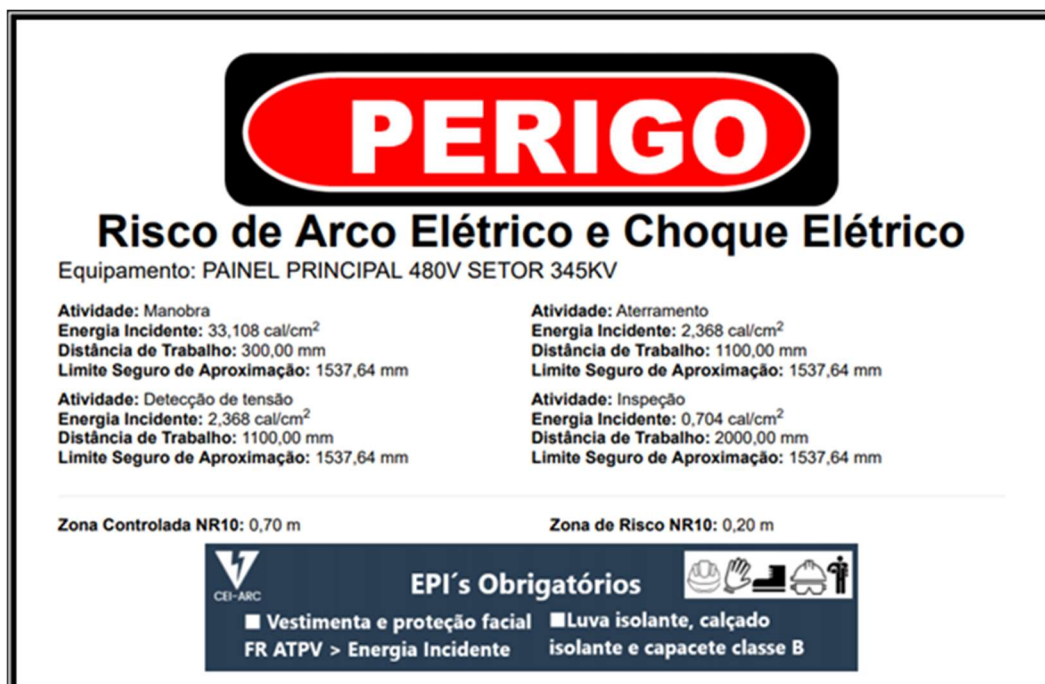 PERIGO
Risco de Arco Elétrico e Choque Elétrico
Equipamento: PAINEL PRINCIPAL 480V SETOR 345KV
Atividade: Manobra
Energia Incidente: 33,108 cal/cm²
Distância de Trabalho: 300,00 mm
Limite Seguro de Aproximação: 1537,64 mm
Atividade: Aterramento
Energia Incidente: 2,368 cal/cm²
Distância de Trabalho: 1100,00 mm
Limite Seguro de Aproximação: 1537,64 mm
Atividade: Detecção de tensão
Energia Incidente: 2,368 cal/cm²
Distância de Trabalho: 1100,00 mm
Limite Seguro de Aproximação: 1537,64 mm
Atividade: Inspeção
Energia Incidente: 0,704 cal/cm²
Distância de Trabalho: 2000,00 mm
Limite Seguro de Aproximação: 1537,64 mm
Zona Controlada NR10: 0,70 m
Zona de Risco NR10: 0,20 m
CEI-ARC
EPI´s Obrigatórios
■ Vestimenta e proteção facial
FR ATPV > Energia Incidente
■Luva isolante, calçado
isolante e capacete classe B